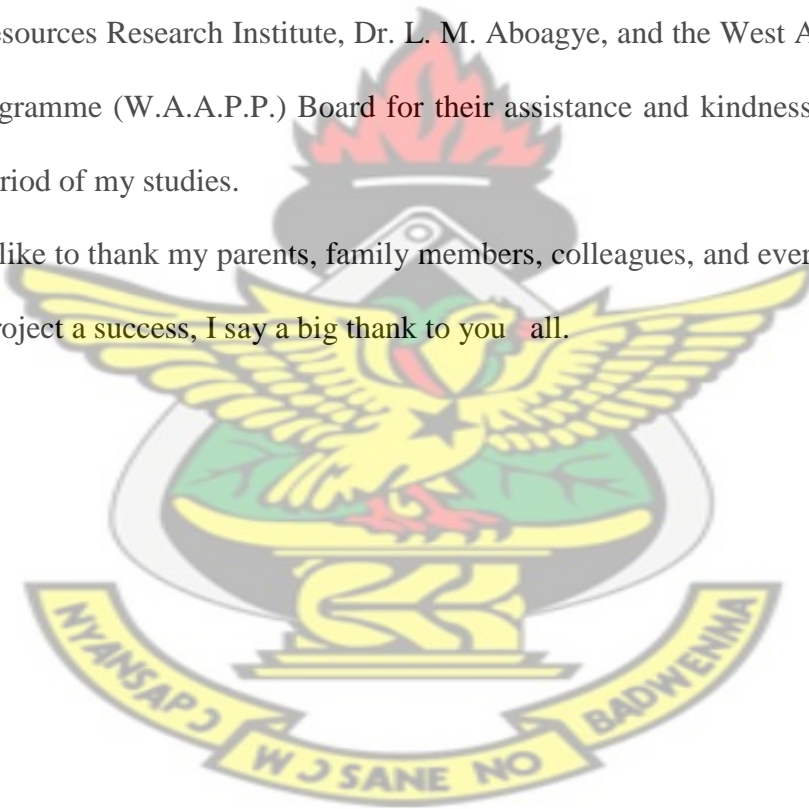 esources Research Institute, Dr. L. M. Aboagye, and the West A
ogramme (W.A.A.P.P.) Board for their assistance and kindness
riod of my studies.
like to thank my parents, family members, colleagues, and ever
roject a success, I say a big thank to you all.
NYANSAPƆ
WƆSANE NO
BADWENMA